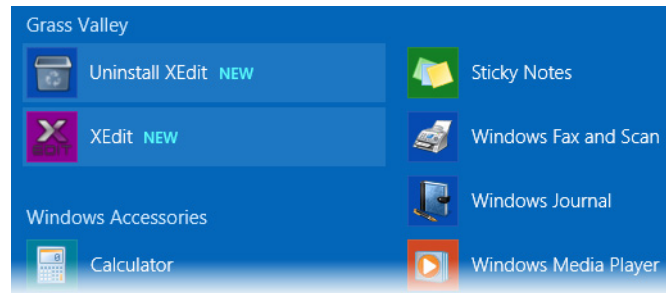 Grass Valley
Uninstall XEdit NEW
XEdit NEW
Windows Accessories
Calculator
Sticky Notes
Windows Fax and Scan
Windows Journal
Windows Media Player